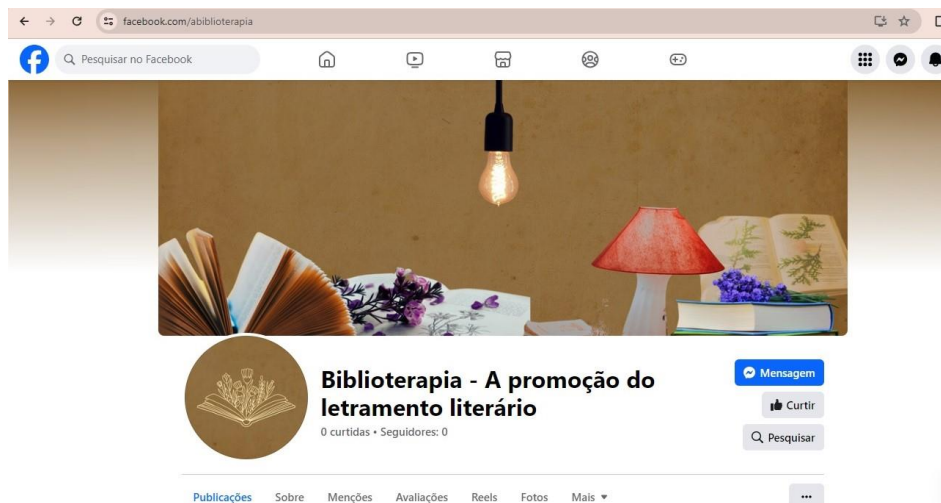 facebook.com/abiblioterapia
Pesquisar no Facebook
Biblioterapia - A promoção do
letramento literário
0 curtidas • Seguidores: 0
Mensagem
Curtir
Pesquisar
Publicações Sobre Menções Avaliações Reels Fotos Mais